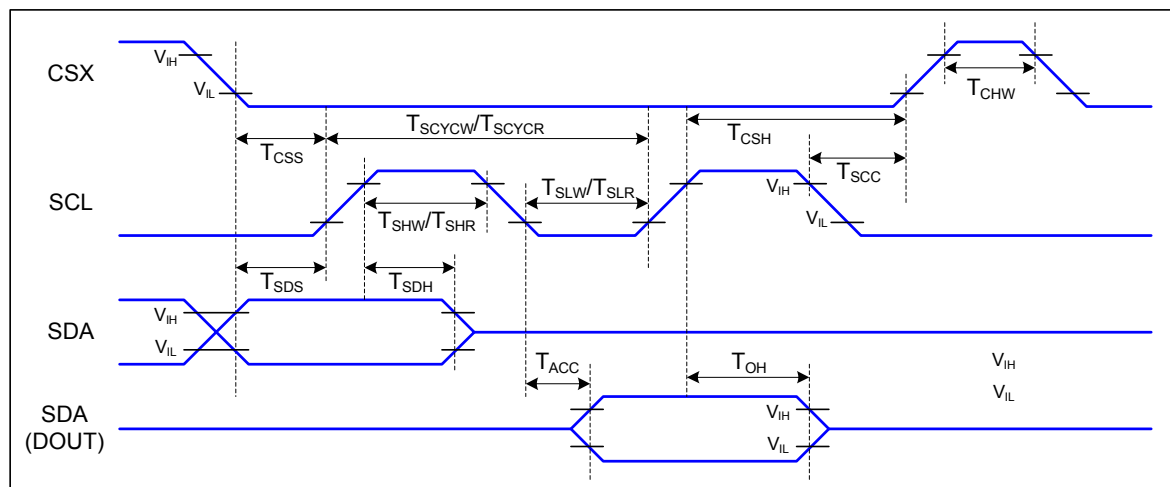 CSX
V_IH
V_IL
T_CHW
T_SCYCW/T_SCYCR
T_CSS
T_CSH
T_SCC
SCL
T_SLW/T_SLR
V_IH
T_SHW/T_SHR
V_IL
T_SDS
T_SDH
SDA
V_IH
V_IL
T_ACC
T_OH
V_IH
V_IL
SDA
(DOUT)
V_IH
V_IL